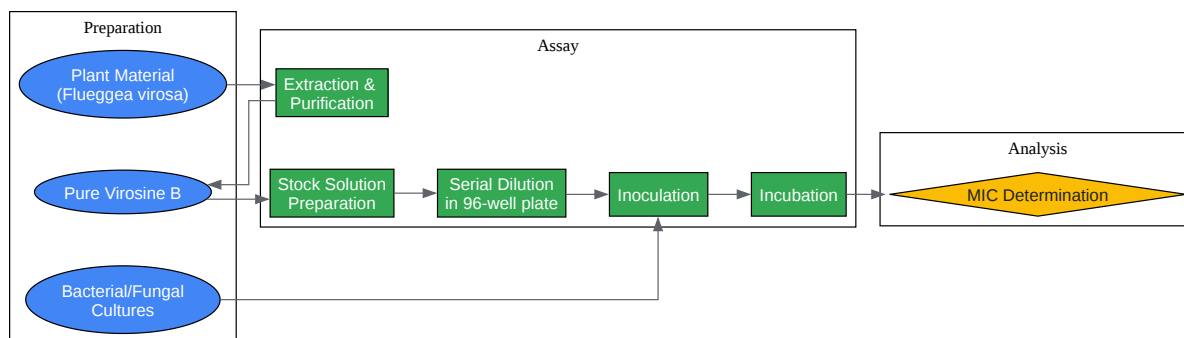 Preparation
Plant Material
(Flueggea virosa)
Pure Virosine B
Bacterial/Fungal
Cultures
Assay
Extraction &
Purification
Stock Solution
Preparation
Serial Dilution
in 96-well plate
Inoculation
Incubation
Analysis
MIC Determination